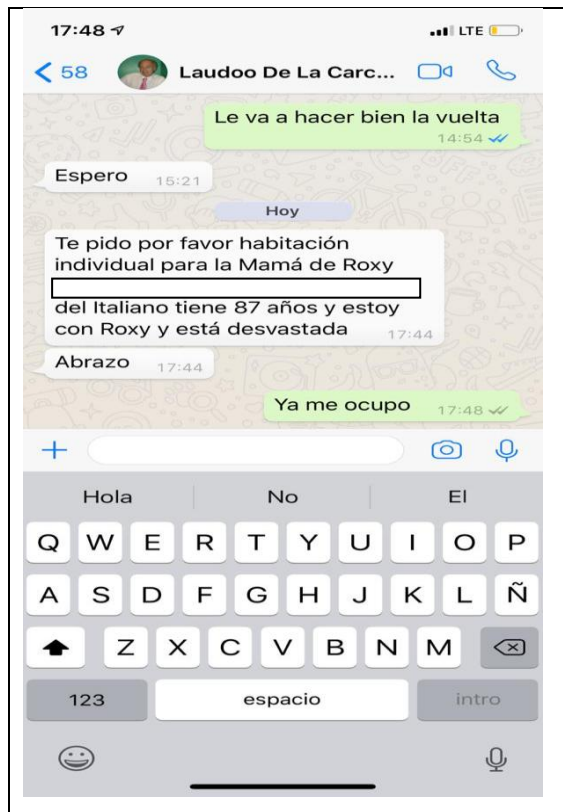 17:48
LTE
58 Laudoo De La Carc...
Le va a hacer bien la vuelta
14:54
Espero 15:21
Hoy
Te pido por favor habitación
individual para la Mamá de Roxy
del Italiano tiene 87 años y estoy
con Roxy y está desvastada 17:44
Abrazo 17:44
Ya me ocupo 17:48
Hola No El
Q W E R T Y U I O P
A S D F G H J K L Ñ
Z X C V B N M
123 espacio intro